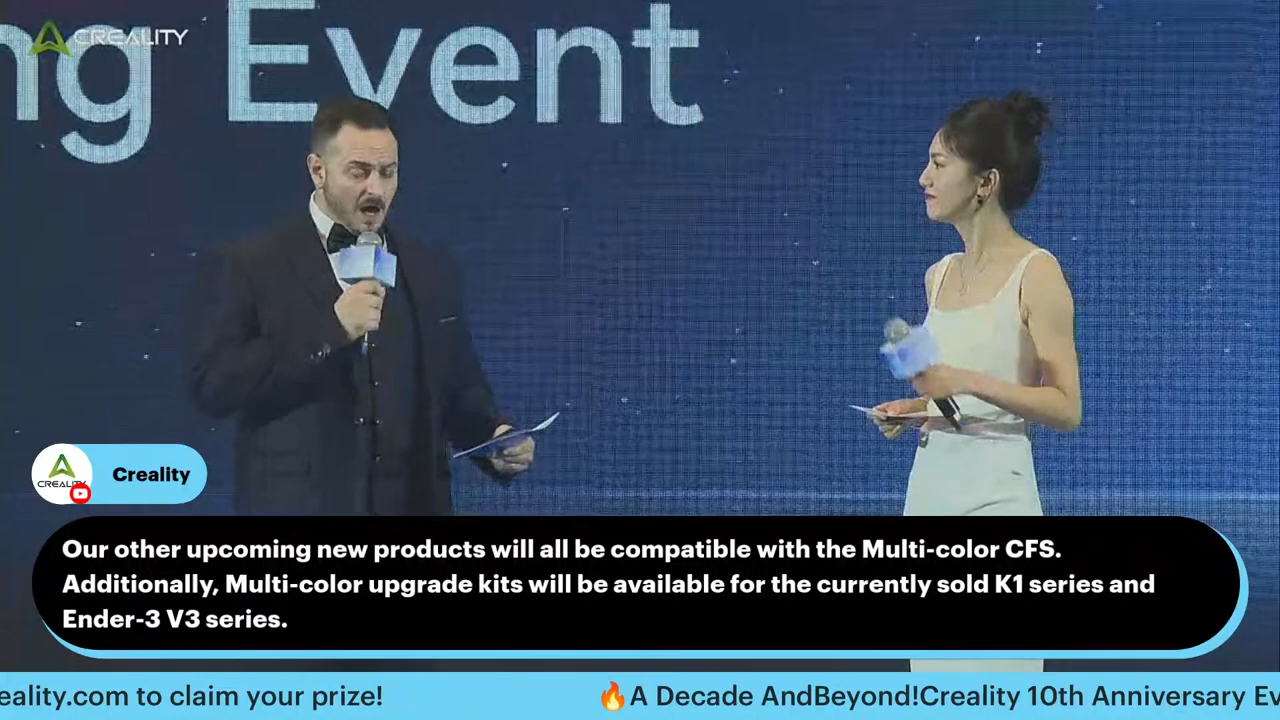 CREALITY
ng Event
CREALITY
Creality
Our other upcoming new products will all be compatible with the Multi-color CFS.
Additionally, Multi-color upgrade kits will be available for the currently sold K1 series and
Ender-3 V3 series.
eality.com to claim your prize!
🔥A Decade AndBeyond!Creality 10th Anniversary Ev